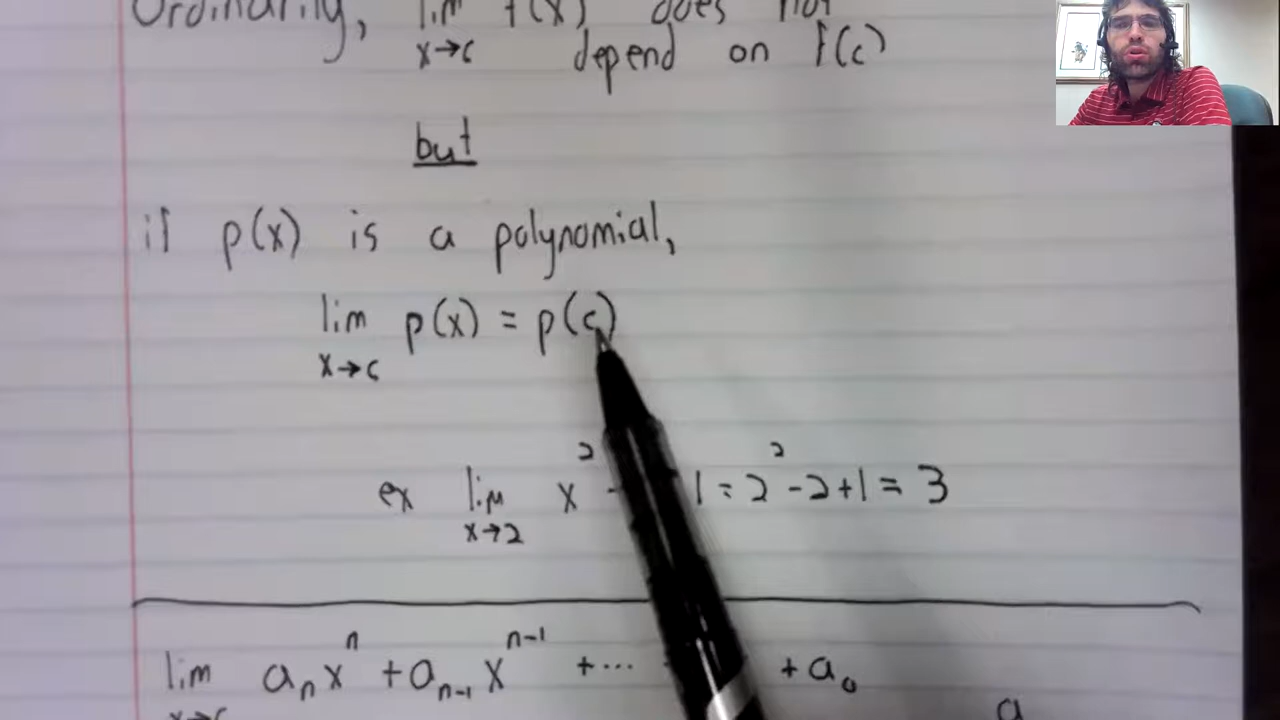 Ordinarily, lim f(x) does not
x→c depend on f(c)
but
if p(x) is a polynomial,
lim p(x) = p(c)
x→c
ex lim x² - 1 = 2² - 2 + 1 = 3
x→2
lim aₙxⁿ + aₙ₋₁xⁿ⁻¹ + ⋯ + a₀
x→c a